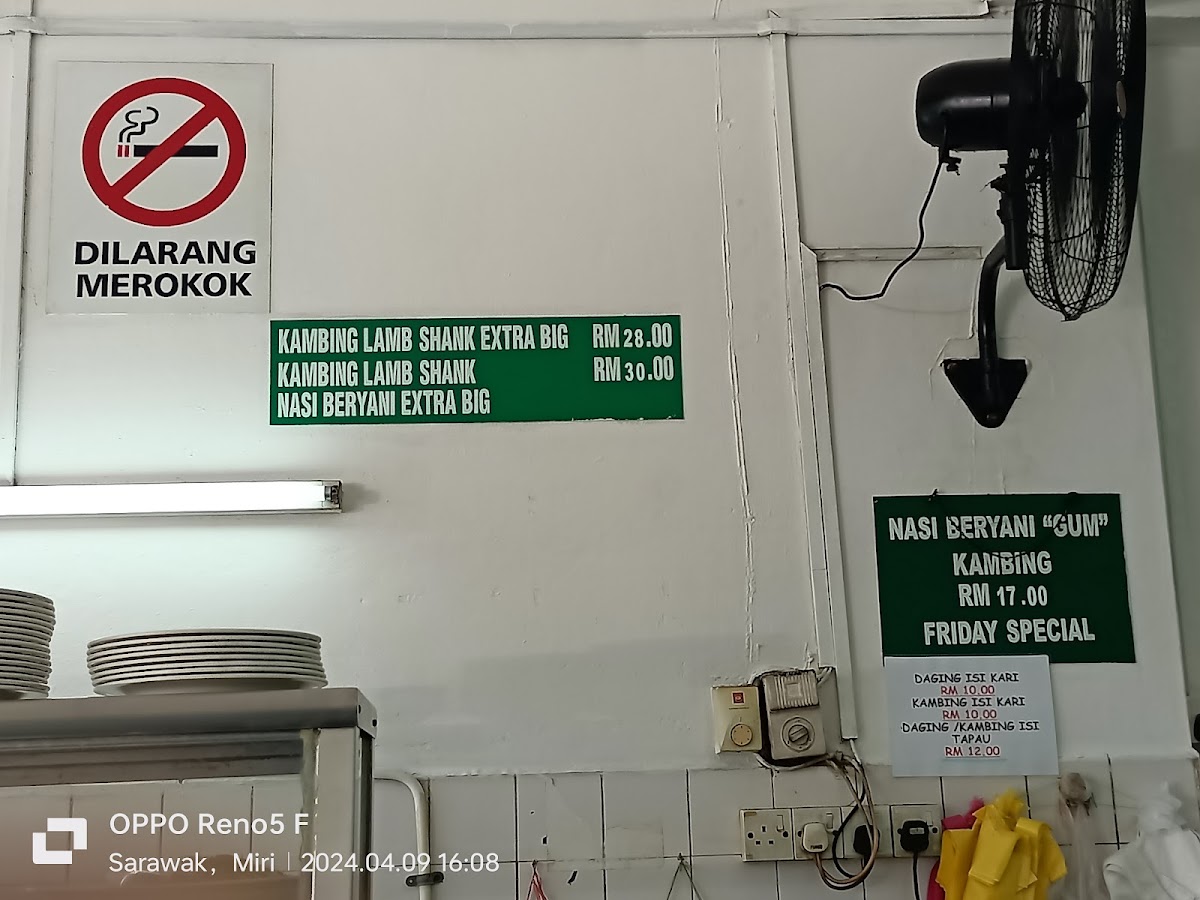 DILARANG
MEROKOK
KAMBING LAMB SHANK EXTRA BIG RM 28.00
KAMBING LAMB SHANK RM 30.00
NASI BERYANI EXTRA BIG
NASI BERYANI “GUM”
KAMBING
RM 17.00
FRIDAY SPECIAL
DAGING ISI KARI
RM 10.00
KAMBING ISI KARI
RM 10.00
DAGING /KAMBING ISI
TAPAU
RM 12.00
OPPO Reno5 F
Sarawak, Miri | 2024.04.09 16:08